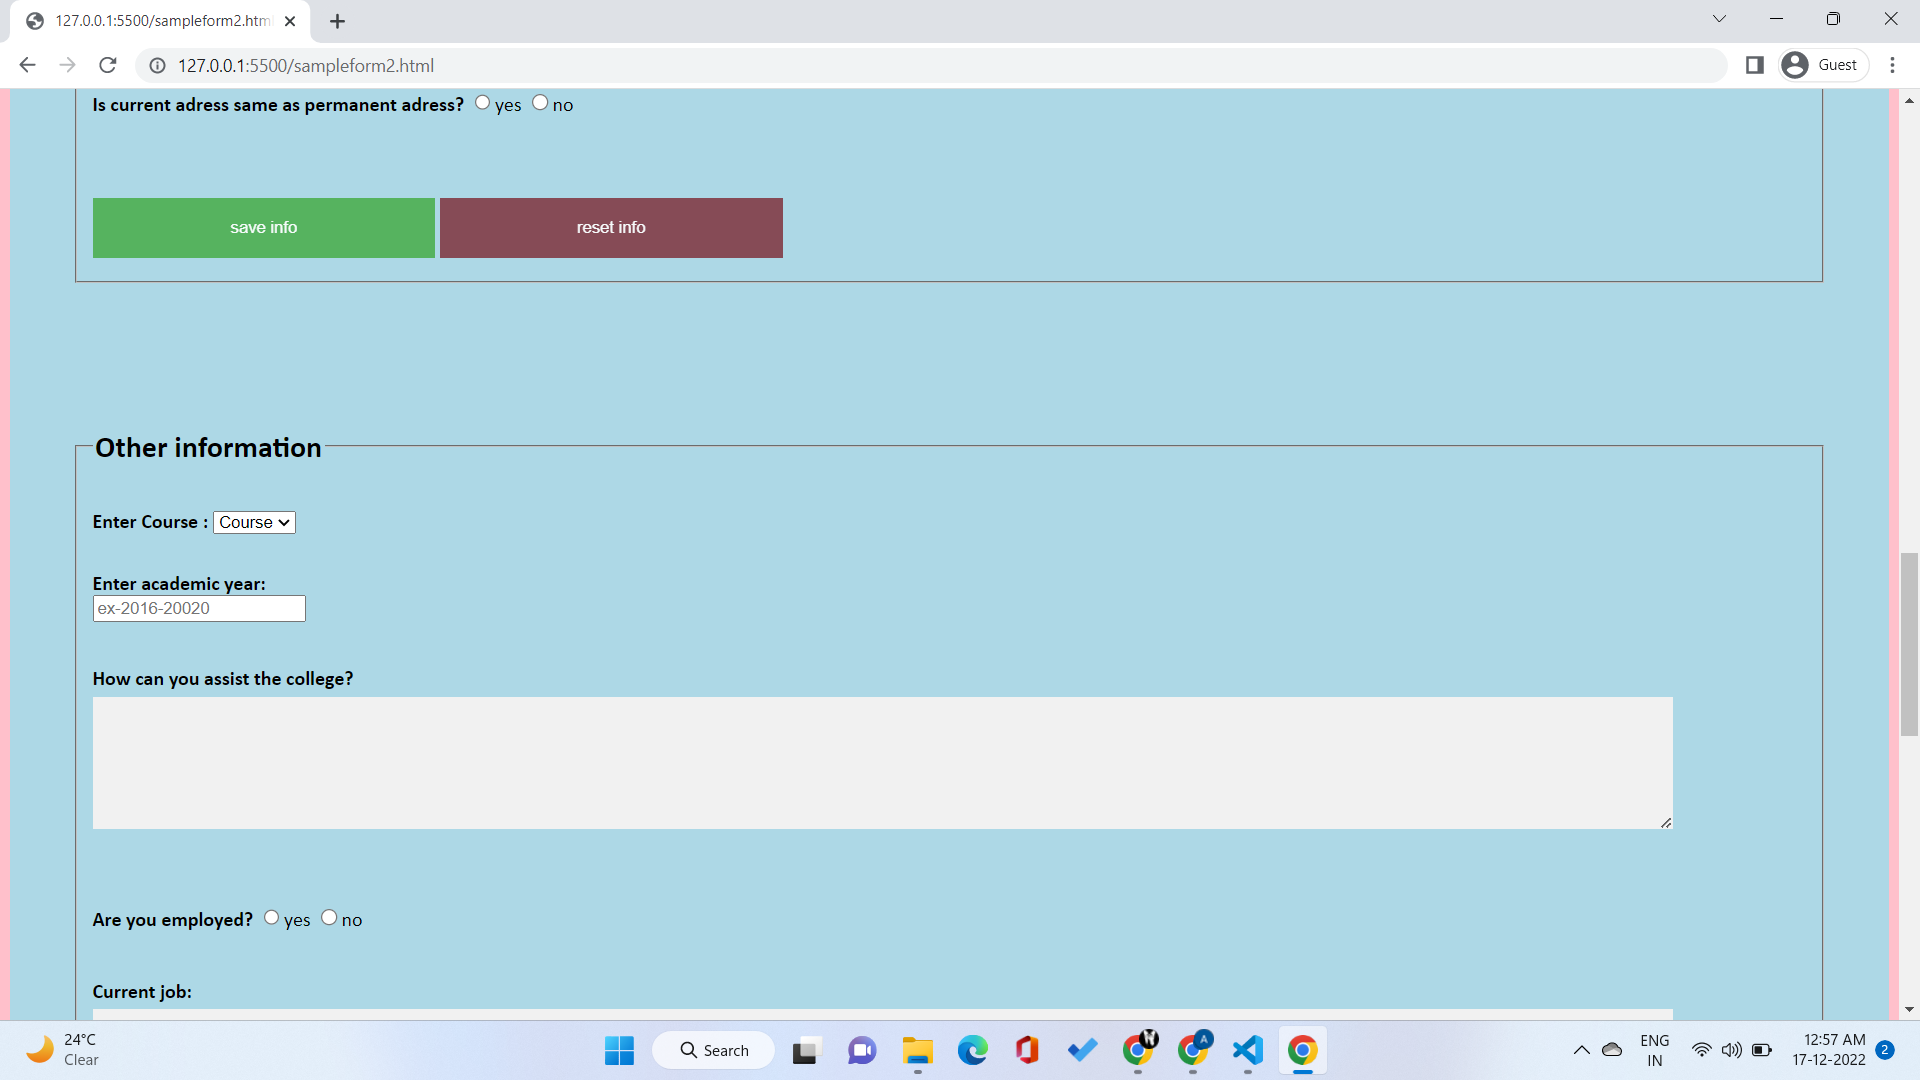 127.0.0.1:5500/sampleform2.htm
127.0.0.1:5500/sampleform2.html
Guest
Is current adress same as permanent adress? yes no
save info
reset info
Other information
Enter Course : Course
Enter academic year:
ex-2016-20020
How can you assist the college?
Are you employed? yes no
Current job:
24°C
Clear
Search
W
A
ENG
IN
12:57 AM
17-12-2022
2